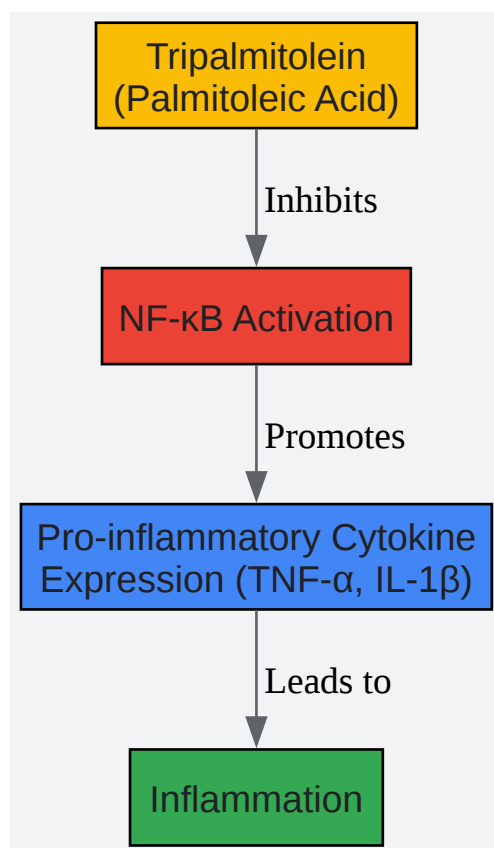 Tripalmitolein
(Palmitoleic Acid)
Inhibits
NF-κB Activation
Promotes
Pro-inflammatory Cytokine
Expression (TNF-α, IL-1β)
Leads to
Inflammation